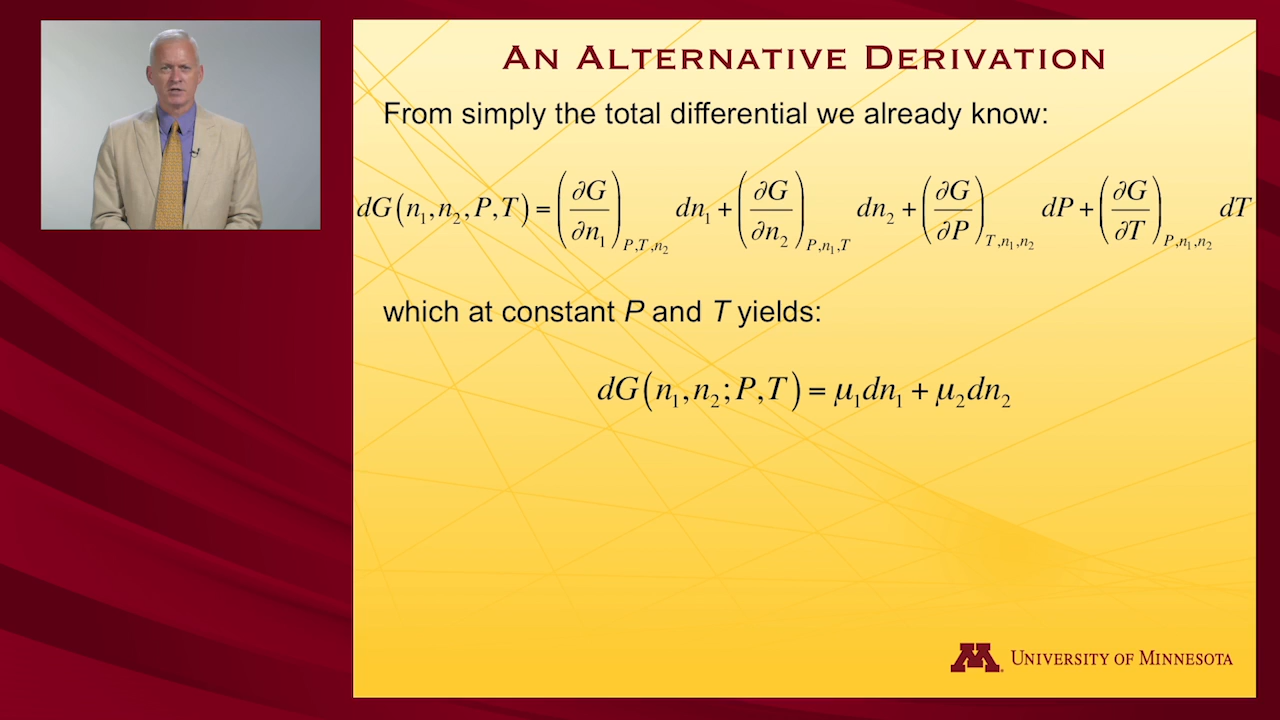 AN ALTERNATIVE DERIVATION
From simply the total differential we already know:
dG(n₁,n₂,P,T) = (∂G/∂n₁)_{P,T,n₂} dn₁ + (∂G/∂n₂)_{P,n₁,T} dn₂ + (∂G/∂P)_{T,n₁,n₂} dP + (∂G/∂T)_{P,n₁,n₂} dT
which at constant P and T yields:
dG(n₁,n₂;P,T) = μ₁dn₁ + μ₂dn₂
M UNIVERSITY OF MINNESOTA